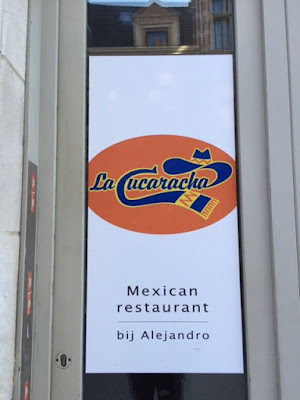 La Cucaracha
Mexican
restaurant
bij Alejandro